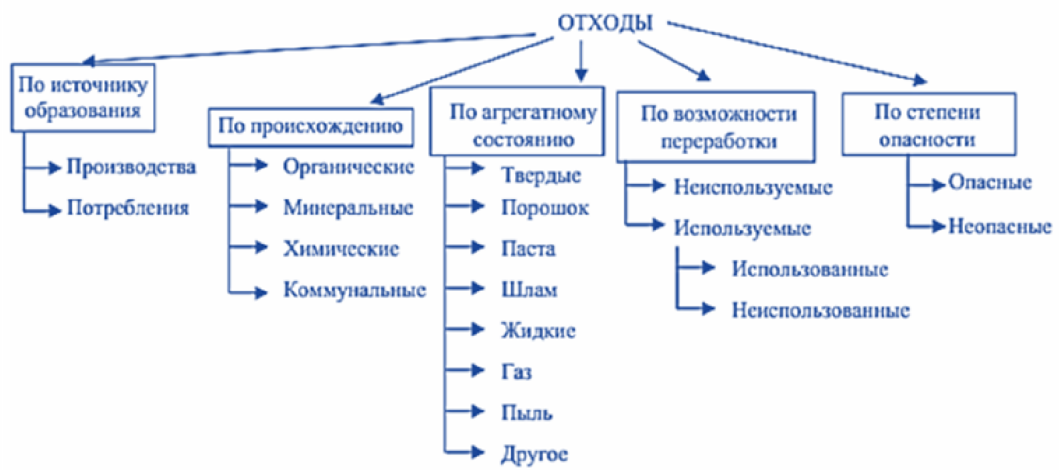 ОТХОДЫ
По источнику
образования
Производства
Потребления
По происхождению
Органические
Минеральные
Химические
Коммунальные
По агрегатному
состоянию
Твердые
Порошок
Паста
Шлам
Жидкие
Газ
Пыль
Другое
По возможности
переработки
Неиспользуемые
Используемые
Использованные
Неиспользованные
По степени
опасности
Опасные
Неопасные